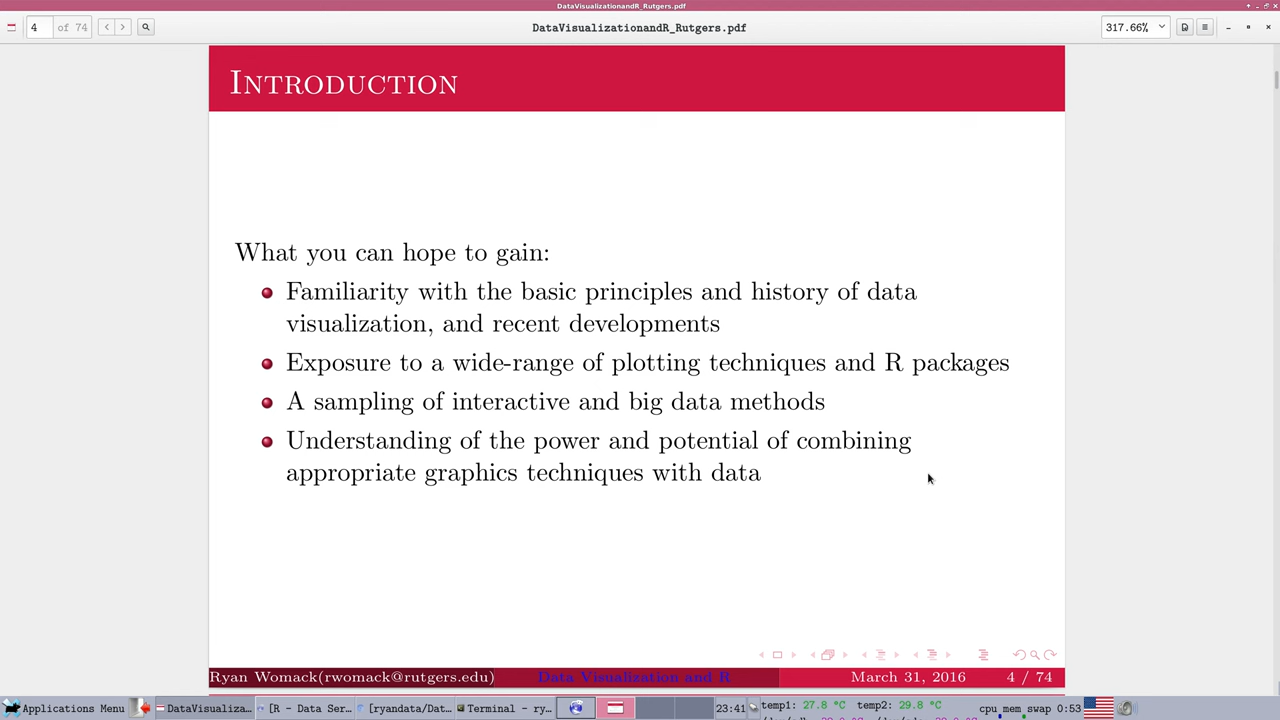 DataVisualizationandR_Rutgers.pdf
4 of 74
DataVisualizationandR_Rutgers.pdf
317.66%
Introduction
What you can hope to gain:
Familiarity with the basic principles and history of data
visualization, and recent developments
Exposure to a wide-range of plotting techniques and R packages
A sampling of interactive and big data methods
Understanding of the power and potential of combining
appropriate graphics techniques with data
Ryan Womack(rwomack@rutgers.edu) Data Visualization and R March 31, 2016 4 / 74
Applications Menu DataVisualiza... [R - Data Ser... [ryanblaa/Dat... Terminal - ry... 23:41 temp1: 27.8 °C temp2: 29.8 °C cpu mem swap 0:53